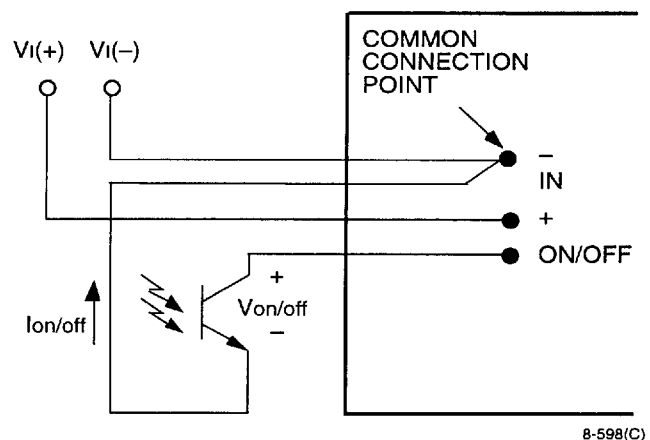 VI(+)
VI(−)
COMMON
CONNECTION
POINT
−
IN
+
ON/OFF
+
Von/off
−
Ion/off
8-598(C)